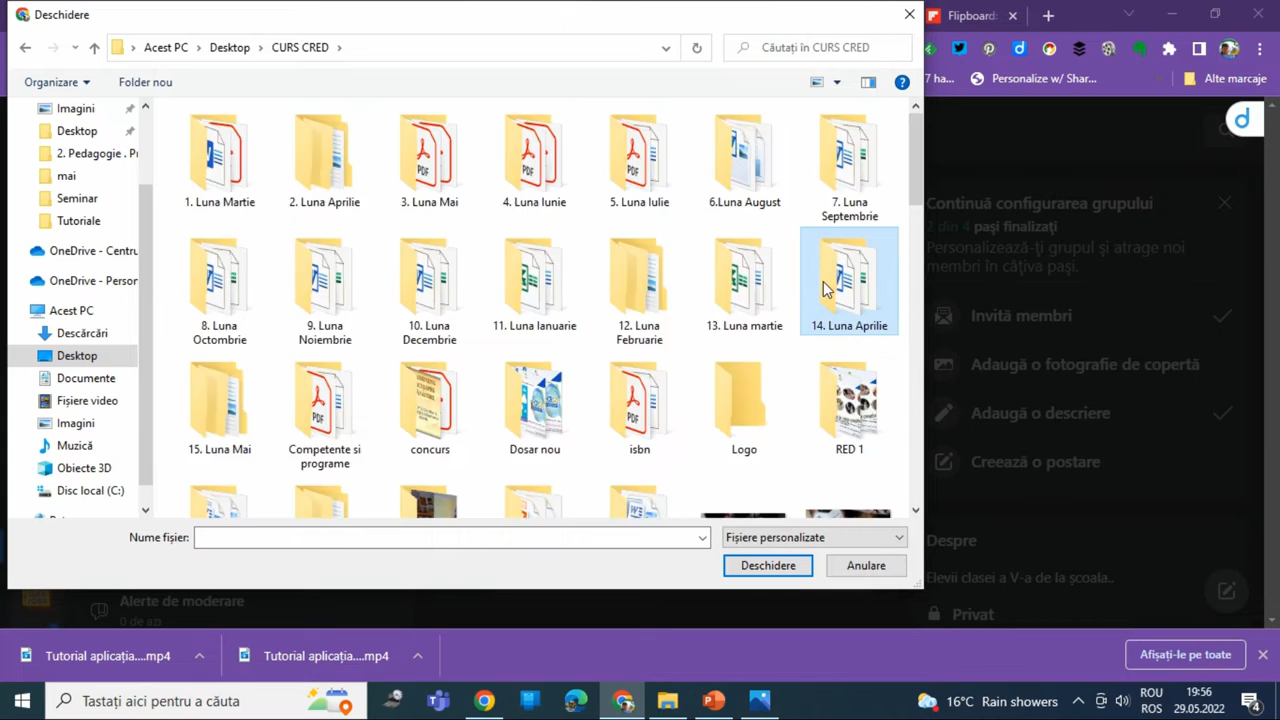 Deschidere
Flipboard:
Acest PC > Desktop > CURS CRED >
Căutați în CURS CRED
Organizare
Folder nou
7 ha...
Personalize w/ Shar...
Alte marcaje
Imagini
Desktop
2. Pedagogie . Pr
mai
Seminar
Tutoriale
OneDrive - Centru
OneDrive - Person
Acest PC
Descărcări
Desktop
Documente
Fișiere video
Imagini
Muzică
Obiecte 3D
Disc local (C:)
1. Luna Martie
2. Luna Aprilie
3. Luna Mai
4. Luna Iunie
5. Luna Iulie
6.Luna August
7. Luna
Septembrie
8. Luna
Octombrie
9. Luna
Noiembrie
10. Luna
Decembrie
11. Luna Ianuarie
12. Luna
Februarie
13. Luna martie
14. Luna Aprilie
15. Luna Mai
Competente si
programe
concurs
Dosar nou
isbn
Logo
RED 1
Nume fișier:
Fișiere personalizate
Deschidere
Anulare
Continuă configurarea grupului
2 din 4 pași finalizați
Personalizează-ți grupul și atrage noi
membri în câțiva pași.
Invită membri
Adaugă o fotografie de copertă
Adaugă o descriere
Creează o postare
Despre
Elevii clasei a V-a de la școala..
Privat
Alerte de moderare
0 de azi
Tutorial aplicația....mp4
Tutorial aplicația....mp4
Afișați-le pe toate
Tastați aici pentru a căuta
16°C Rain showers
ROU
ROS
19:56
29.05.2022
4